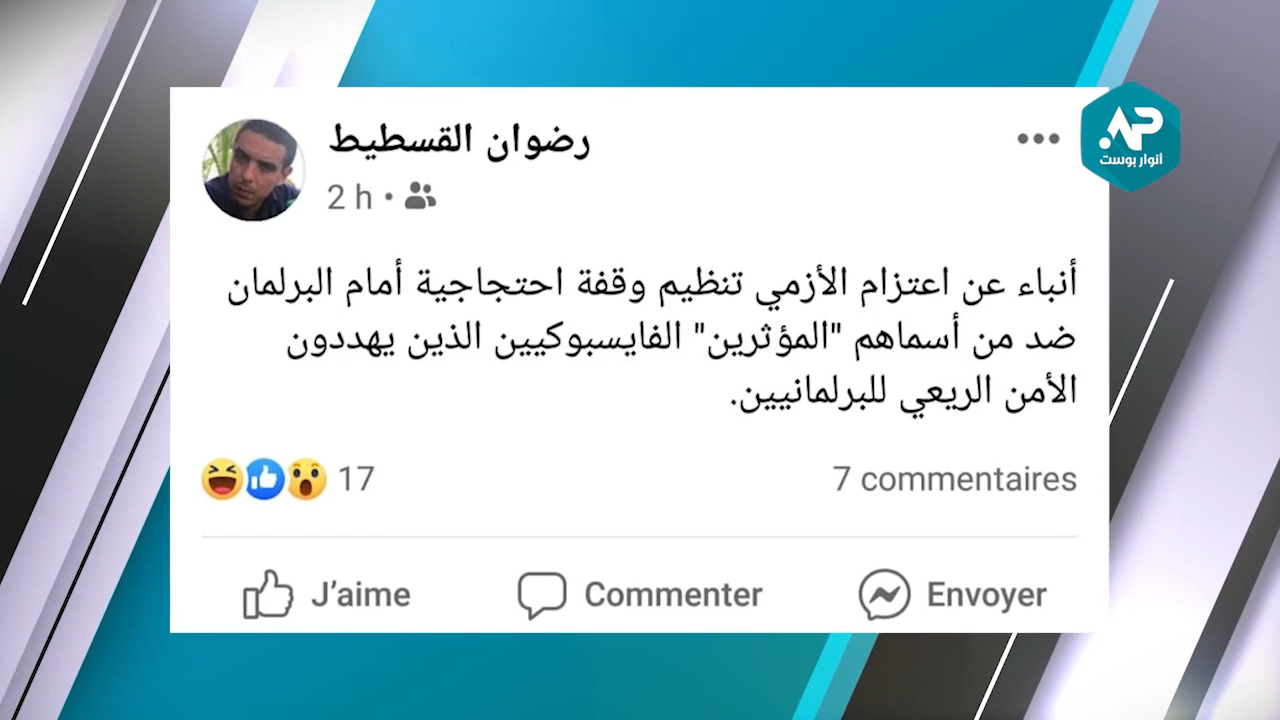 رضوان القسطيط
2 h
أنباء عن اعتزام الأزمي تنظيم وقفة احتجاجية أمام البرلمان
ضد من أسماهم "المؤثرين" الفايسبوكيين الذين يهددون
الأمن الريعي للبرلمانيين.
17
7 commentaires
J’aime
Commenter
Envoyer
AP
أنوار بوست